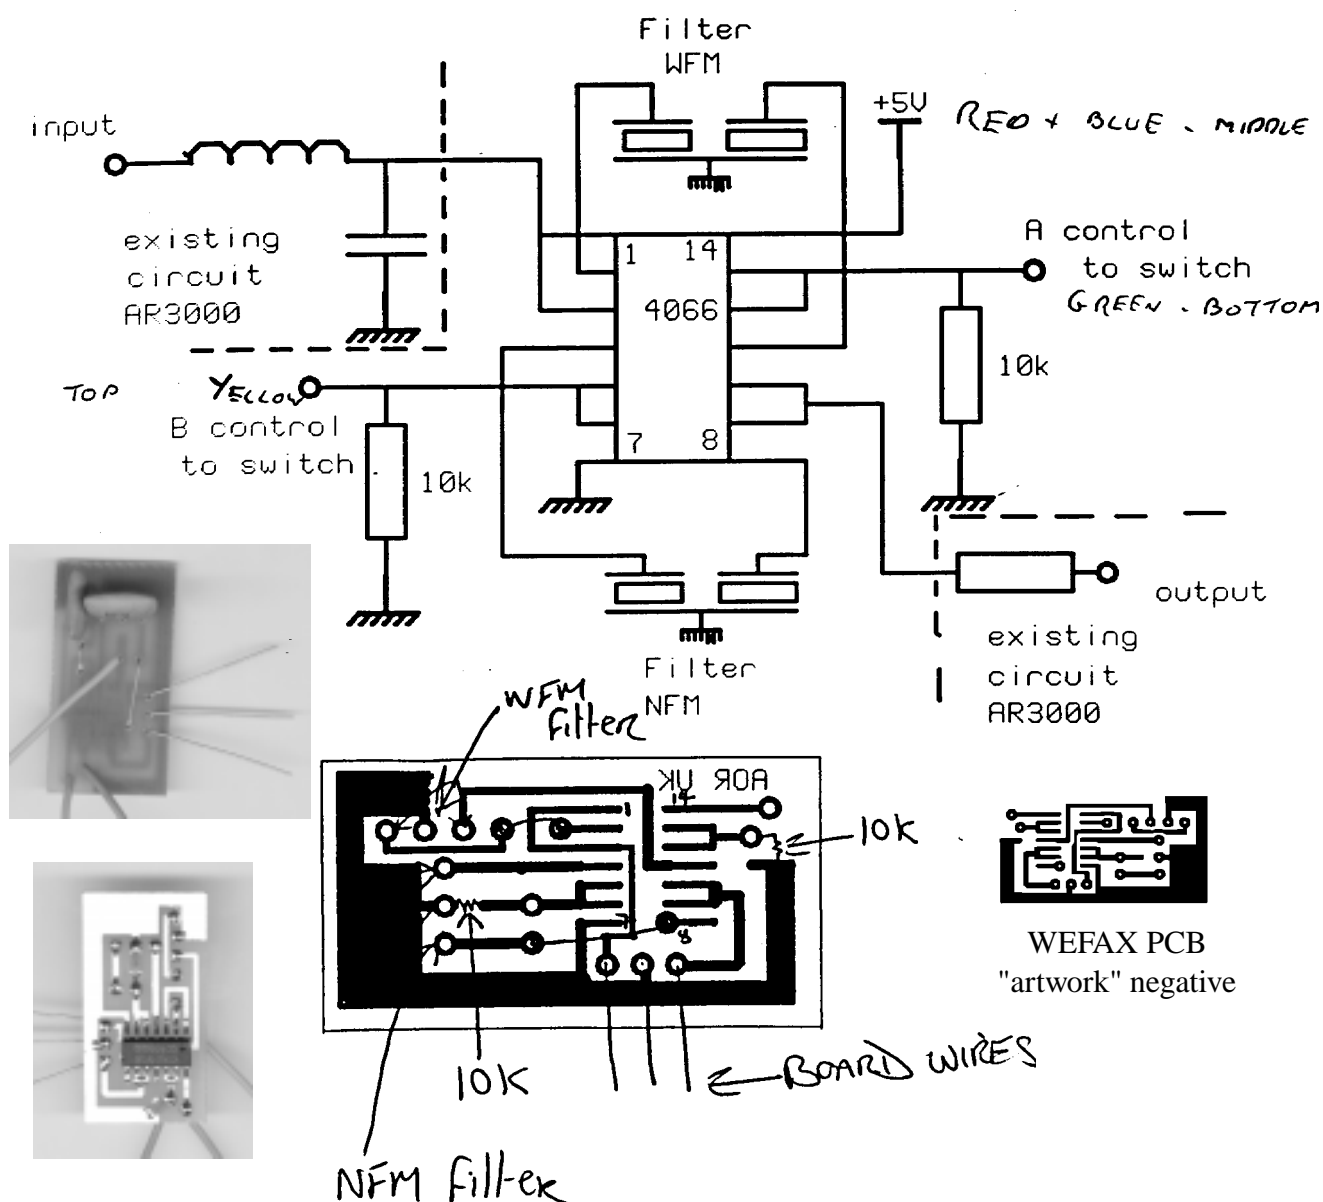 Filter
WFM
input
+5V
RED + BLUE - MIDDLE
existing
circuit
AR3000
1 14
4066
7 8
A control
to switch
GREEN - BOTTOM
10k
TOP YELLOW
B control
to switch
10k
output
existing
circuit
AR3000
Filter
NFM
WFM
filter
AOR UK
1
14
10K
7
8
WEFAX PCB
"artwork" negative
10K
BOARD WIRES
NFM filter